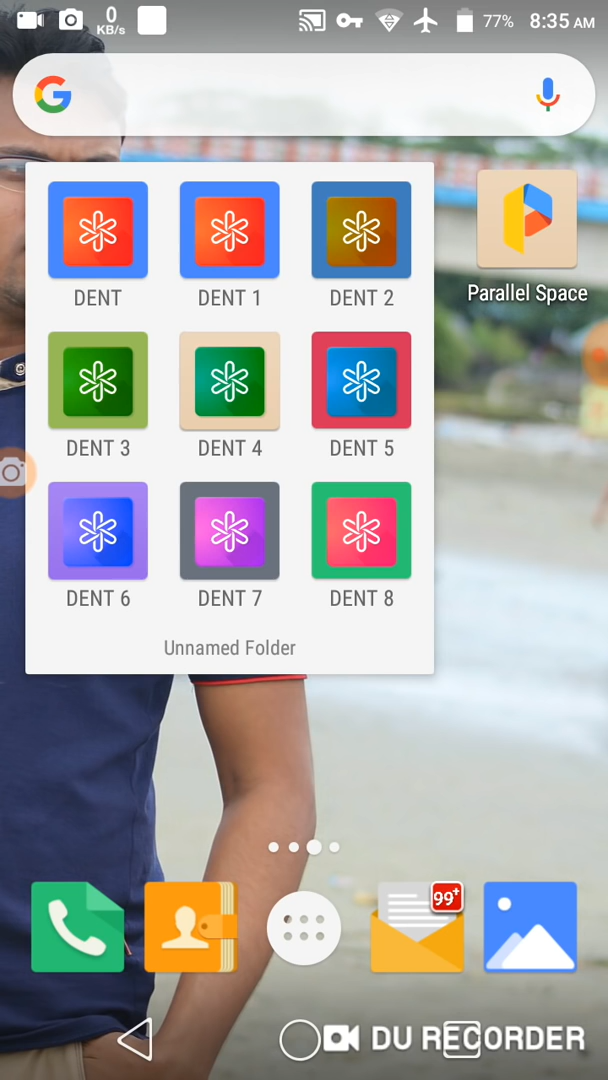 0
KB/s
77%
8:35 AM
DENT
DENT 1
DENT 2
Parallel Space
DENT 3
DENT 4
DENT 5
DENT 6
DENT 7
DENT 8
Unnamed Folder
99+
DU RECORDER